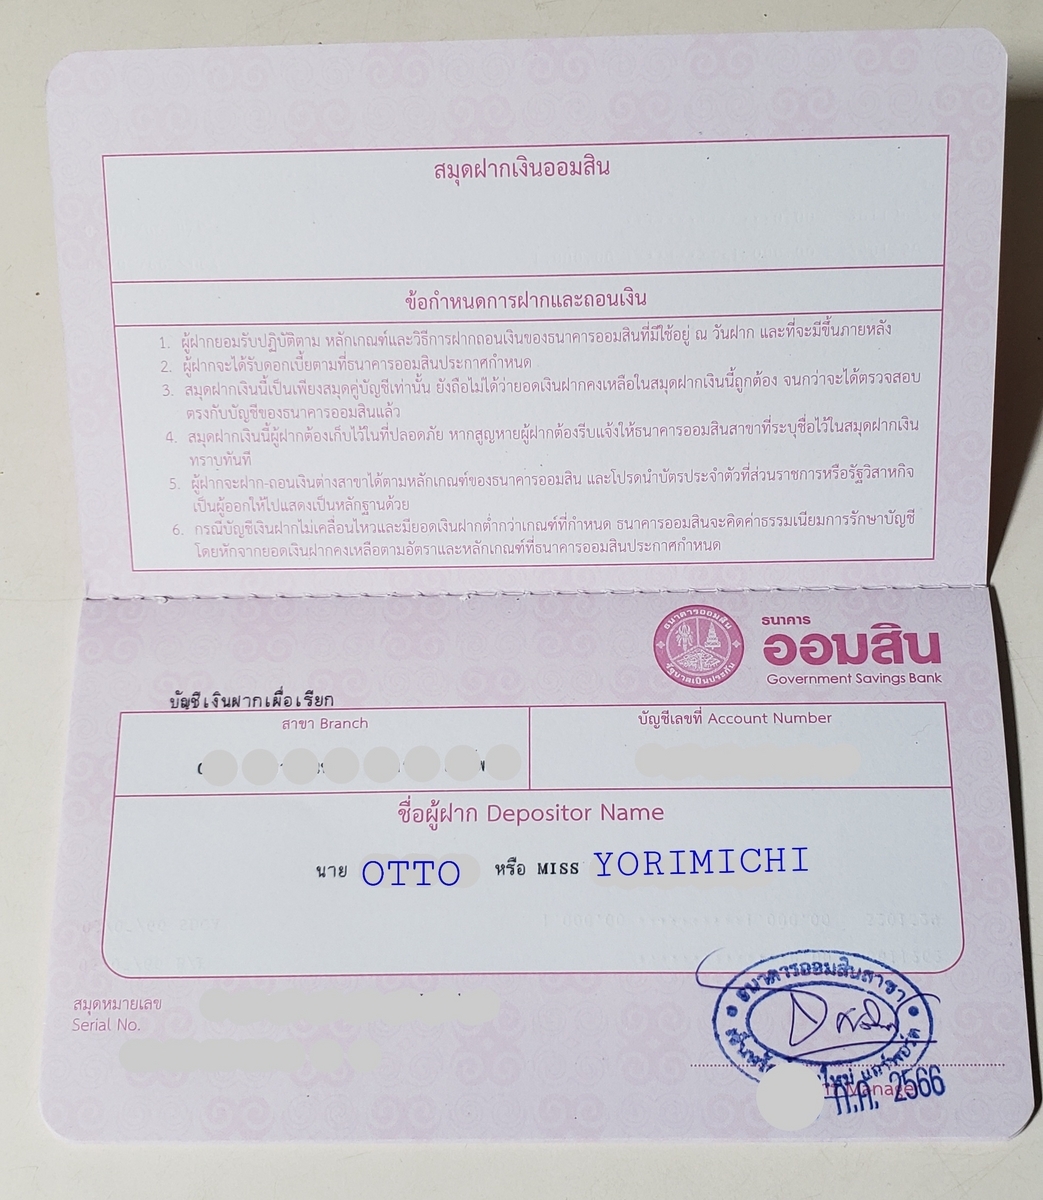 สมุดฝากเงินออมสิน
ข้อกำหนดการฝากและถอนเงิน
1. ผู้ฝากยอมรับปฏิบัติตาม หลักเกณฑ์และวิธีการฝากถอนเงินของธนาคารออมสินที่มีใช้อยู่ ณ วันฝาก และที่จะมีขึ้นภายหลัง
2. ผู้ฝากจะได้รับดอกเบี้ยตามที่ธนาคารออมสินประกาศกำหนด
3. สมุดฝากเงินนี้เป็นเพียงสมุดคู่บัญชีเท่านั้น ยังถือไม่ได้ว่ายอดเงินฝากคงเหลือในสมุดฝากเงินนี้ถูกต้อง จนกว่าจะได้ตรวจสอบ
ตรงกับบัญชีของธนาคารออมสินแล้ว
4. สมุดฝากเงินนี้ผู้ฝากต้องเก็บไว้ในที่ปลอดภัย หากสูญหายผู้ฝากต้องรีบแจ้งให้ธนาคารออมสินสาขาที่ระบุชื่อไว้ในสมุดฝากเงิน
ทราบทันที
5. ผู้ฝากจะฝาก-ถอนเงินต่างสาขาได้ตามหลักเกณฑ์ของธนาคารออมสิน และโปรดนำบัตรประจำตัวที่ส่วนราชการหรือรัฐวิสาหกิจ
เป็นผู้ออกให้ไปแสดงเป็นหลักฐานด้วย
6. กรณีบัญชีเงินฝากไม่เคลื่อนไหวและมียอดเงินฝากต่ำกว่าเกณฑ์ที่กำหนด ธนาคารออมสินจะคิดค่าธรรมเนียมการรักษาบัญชี
โดยหักจากยอดเงินฝากคงเหลือตามอัตราและหลักเกณฑ์ที่ธนาคารออมสินประกาศกำหนด
ธนาคารออมสิน
รัฐบาลเป็นประกัน
ธนาคาร
ออมสิน
Government Savings Bank
บัญชีเงินฝากเผื่อเรียก
สาขา Branch
บัญชีเลขที่ Account Number
ชื่อผู้ฝาก Depositor Name
นาย OTTO หรือ MISS YORIMICHI
สมุดหมายเลข
Serial No.
ธนาคารออมสินสาขา
Manager
ก.ค. 2566